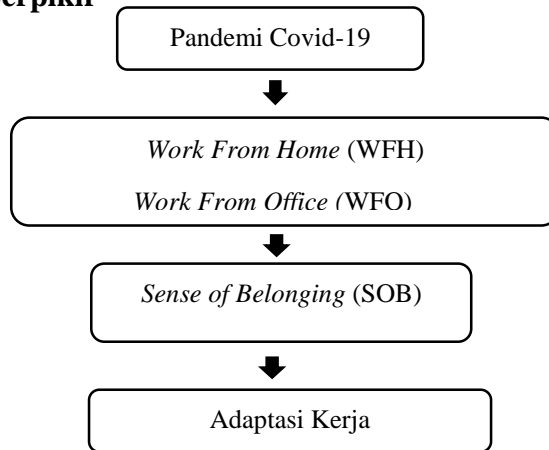 Pandemi Covid-19
Work From Home (WFH)
Work From Office (WFO)
Sense of Belonging (SOB)
Adaptasi Kerja